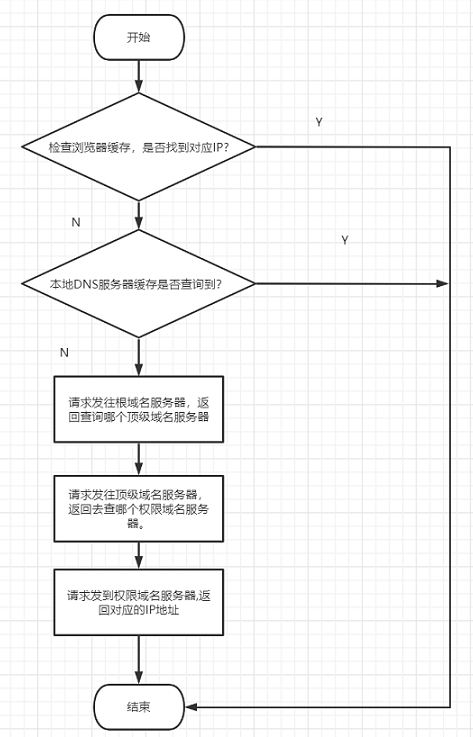 开始
检查浏览器缓存，是否找到对应IP?
Y
N
本地DNS服务器缓存是否查询到?
Y
N
请求发往根域名服务器，返
回查询哪个顶级域名服务器
请求发往顶级域名服务器，
返回去查哪个权限域名服务
器。
请求发到权限域名服务器,返
回对应的IP地址
结束